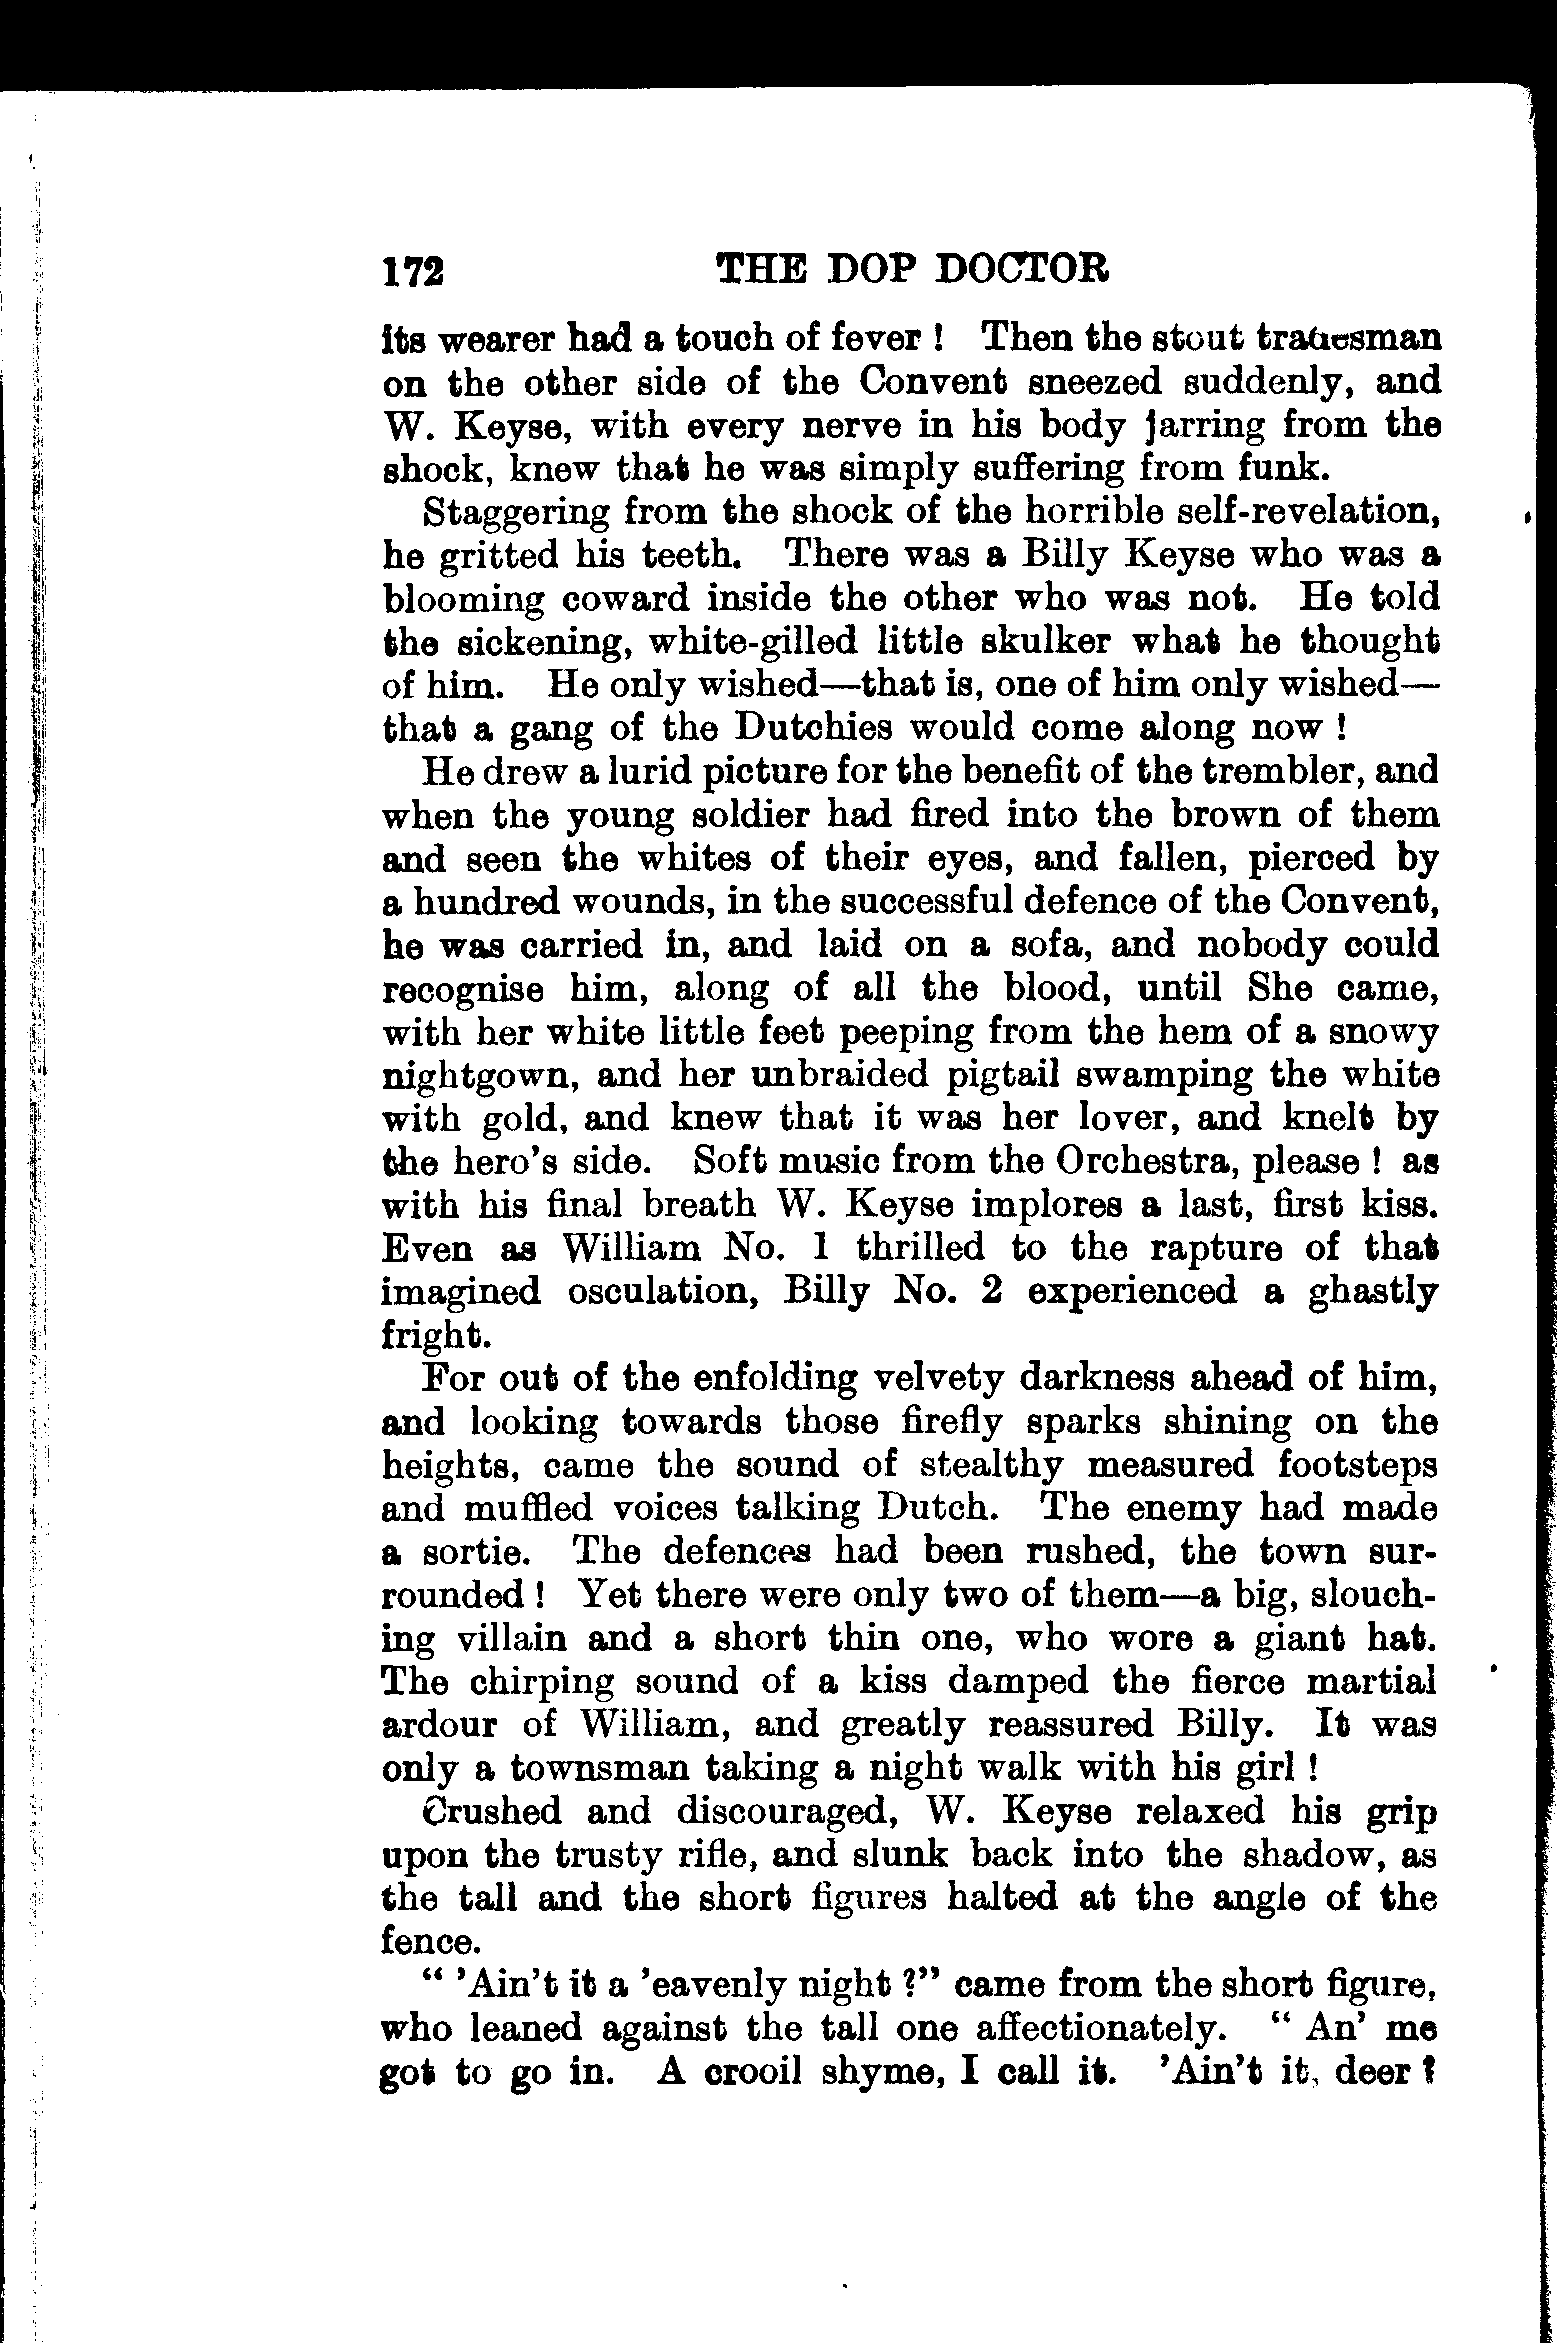 172 THE DOP DOCTOR
its wearer had a touch of fever ! Then the stout tradesman
on the other side of the Convent sneezed suddenly, and
W. Keyse, with every nerve in his body jarring from the
shock, knew that he was simply suffering from funk.
Staggering from the shock of the horrible self-revelation,
he gritted his teeth. There was a Billy Keyse who was a
blooming coward inside the other who was not. He told
the sickening, white-gilled little skulker what he thought
of him. He only wished—that is, one of him only wished—
that a gang of the Dutchies would come along now !
He drew a lurid picture for the benefit of the trembler, and
when the young soldier had fired into the brown of them
and seen the whites of their eyes, and fallen, pierced by
a hundred wounds, in the successful defence of the Convent,
he was carried in, and laid on a sofa, and nobody could
recognise him, along of all the blood, until She came,
with her white little feet peeping from the hem of a snowy
nightgown, and her unbraided pigtail swamping the white
with gold, and knew that it was her lover, and knelt by
the hero's side. Soft music from the Orchestra, please ! as
with his final breath W. Keyse implores a last, first kiss.
Even as William No. 1 thrilled to the rapture of that
imagined osculation, Billy No. 2 experienced a ghastly
fright.
For out of the enfolding velvety darkness ahead of him,
and looking towards those firefly sparks shining on the
heights, came the sound of stealthy measured footsteps
and muffled voices talking Dutch. The enemy had made
a sortie. The defences had been rushed, the town sur-
rounded ! Yet there were only two of them—a big, slouch-
ing villain and a short thin one, who wore a giant hat.
The chirping sound of a kiss damped the fierce martial
ardour of William, and greatly reassured Billy. It was
only a townsman taking a night walk with his girl !
Crushed and discouraged, W. Keyse relaxed his grip
upon the trusty rifle, and slunk back into the shadow, as
the tall and the short figures halted at the angle of the
fence.
“ 'Ain't it a 'eavenly night ?” came from the short figure,
who leaned against the tall one affectionately. “ An' me
got to go in. A crooil shyme, I call it. 'Ain't it, deer ?